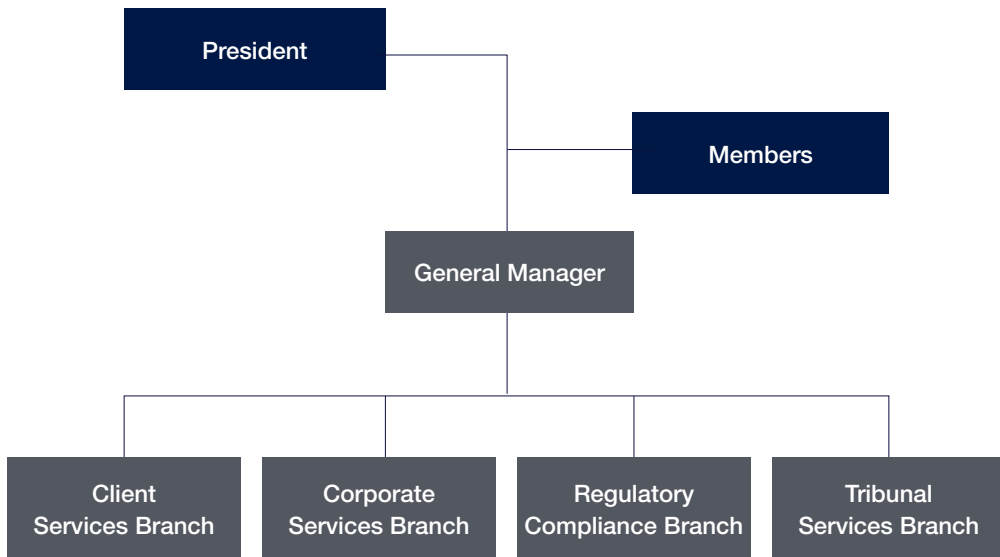 President
Members
General Manager
Client
Services Branch
Corporate
Services Branch
Regulatory
Compliance Branch
Tribunal
Services Branch